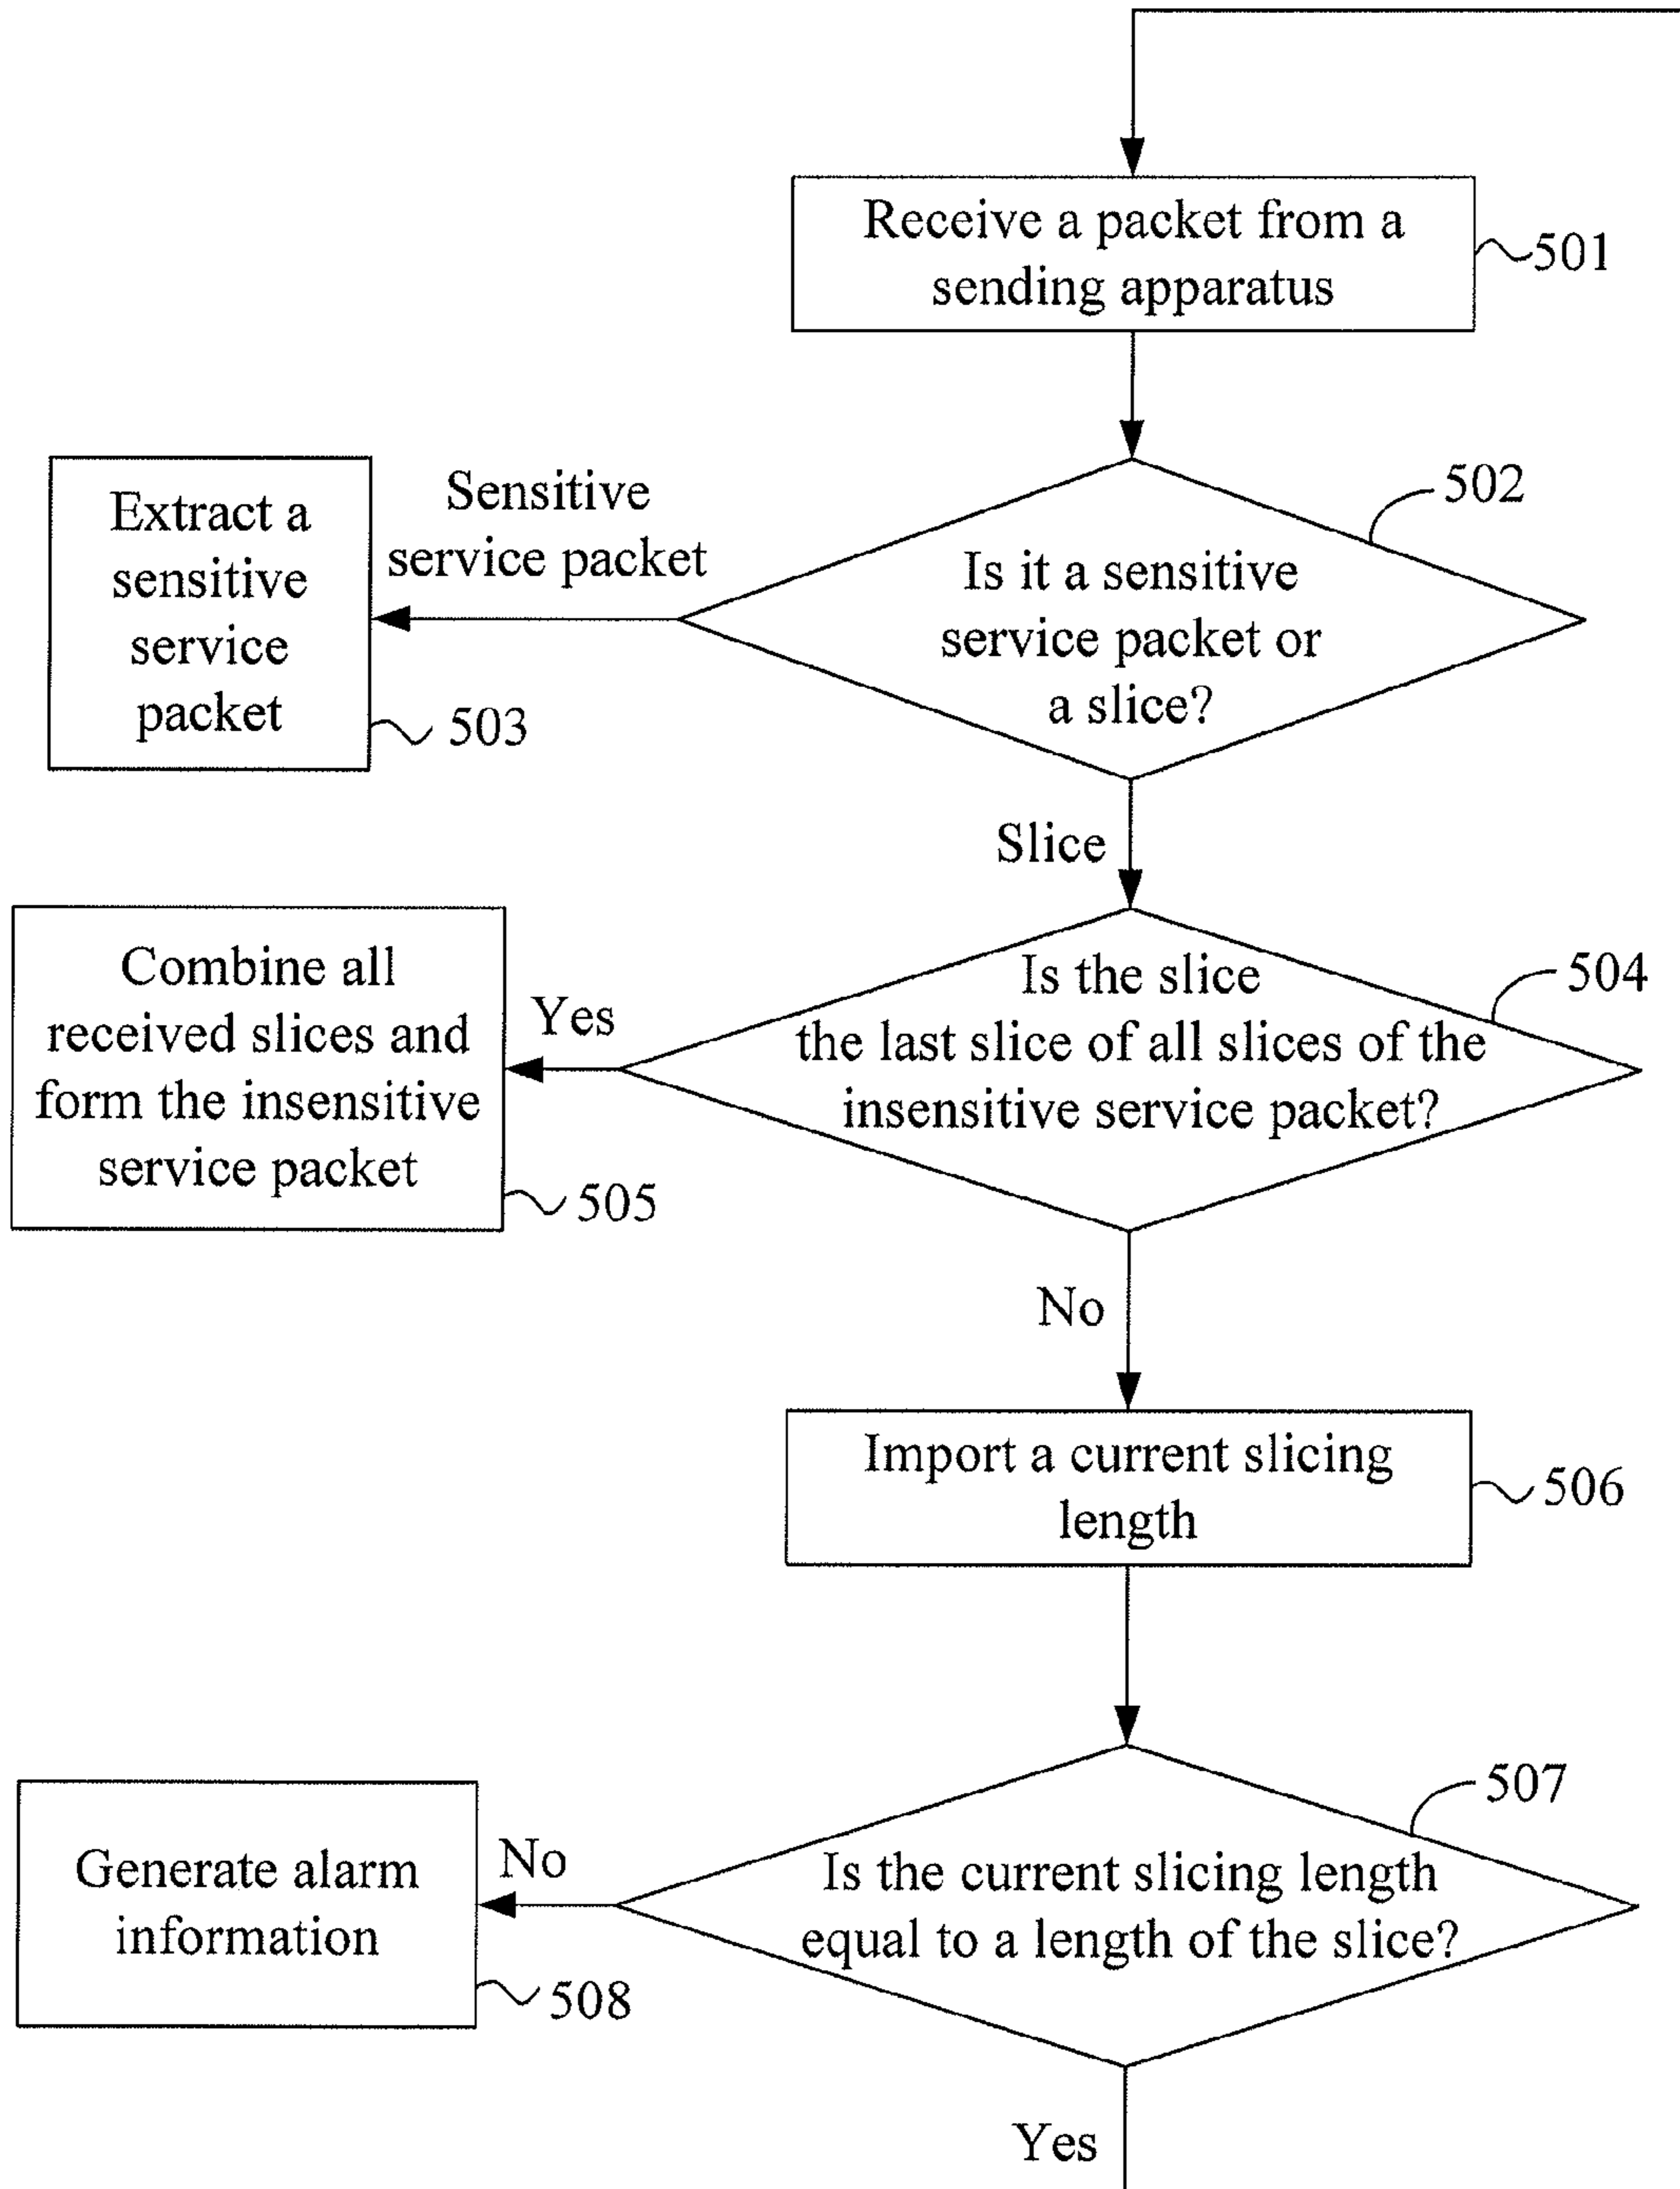 Receive a packet from a
sending apparatus
501
502
Sensitive
service packet
Extract a
sensitive
service
packet
503
Is it a sensitive
service packet or
a slice?
Slice
504
Combine all
received slices and
form the insensitive
service packet
505
Yes
Is the slice
the last slice of all slices of the
insensitive service packet?
No
Import a current slicing
length
506
507
Generate alarm
information
508
No
Is the current slicing length
equal to a length of the slice?
Yes